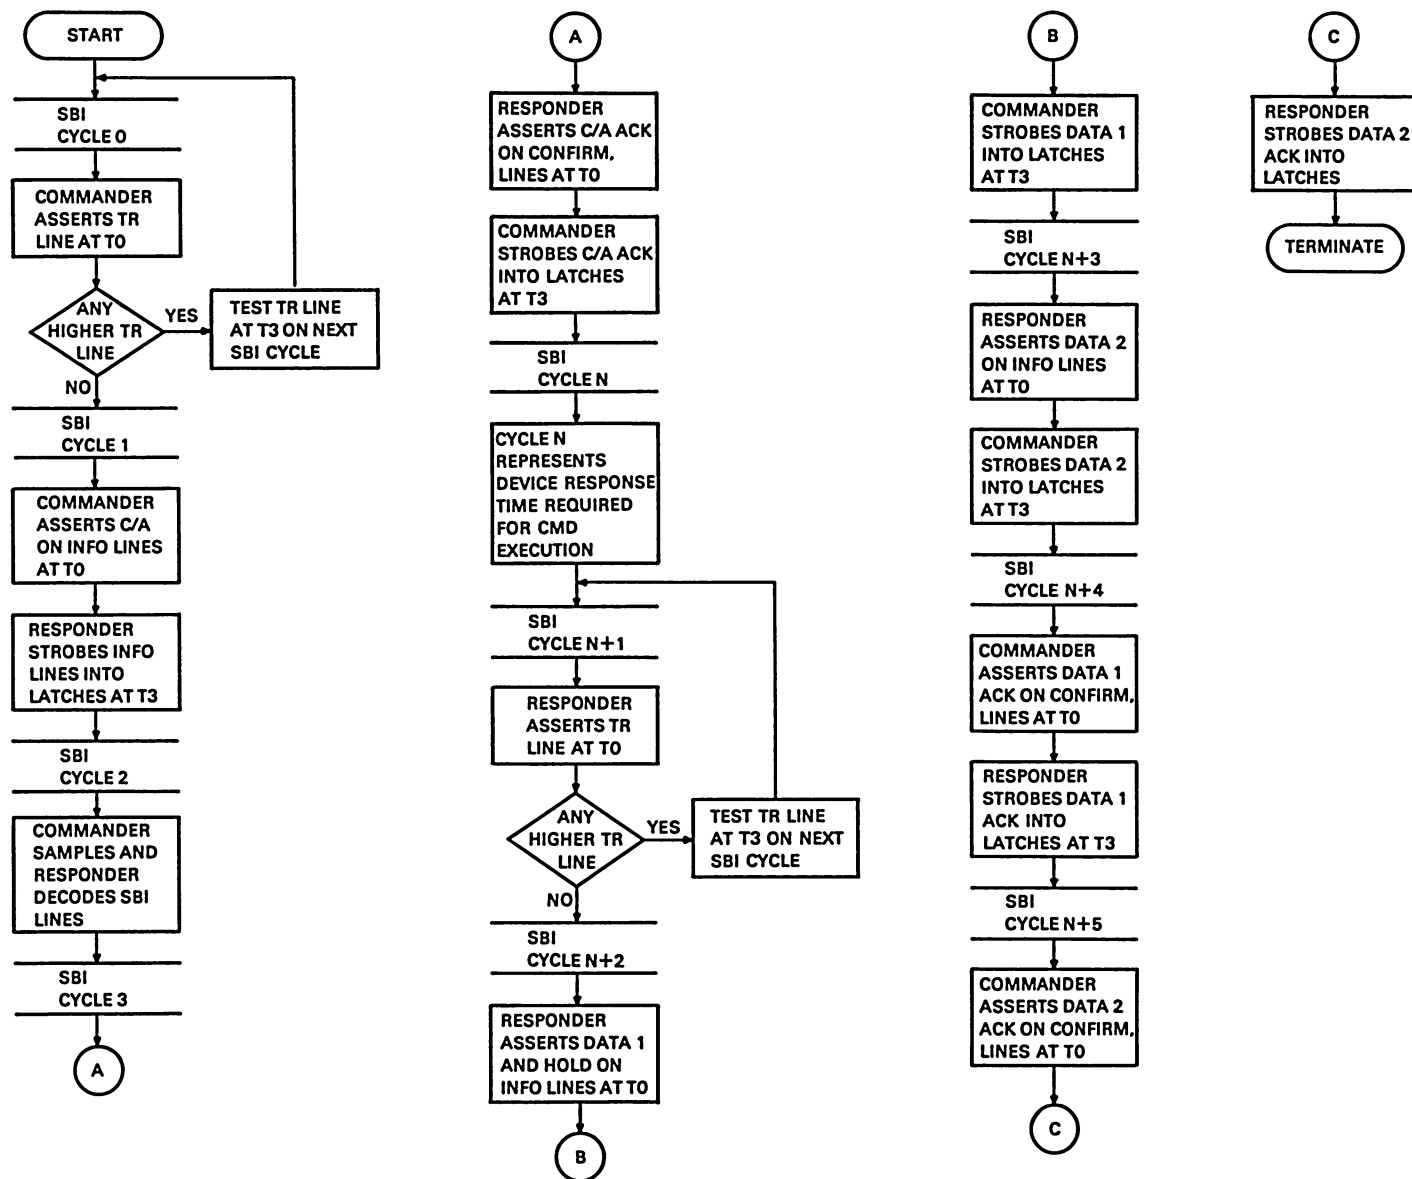 START
SBI
CYCLE 0
COMMANDER
ASSERTS TR
LINE AT T0
ANY
HIGHER TR
LINE
YES
TEST TR LINE
AT T3 ON NEXT
SBI CYCLE
NO
SBI
CYCLE 1
COMMANDER
ASSERTS C/A
ON INFO LINES
AT T0
RESPONDER
STROBES INFO
LINES INTO
LATCHES AT T3
SBI
CYCLE 2
COMMANDER
SAMPLES AND
RESPONDER
DECODES SBI
LINES
SBI
CYCLE 3
A
A
RESPONDER
ASSERTS C/A ACK
ON CONFIRM,
LINES AT T0
COMMANDER
STROBES C/A ACK
INTO LATCHES
AT T3
SBI
CYCLE N
CYCLE N
REPRESENTS
DEVICE RESPONSE
TIME REQUIRED
FOR CMD
EXECUTION
SBI
CYCLE N+1
RESPONDER
ASSERTS TR
LINE AT T0
ANY
HIGHER TR
LINE
YES
TEST TR LINE
AT T3 ON NEXT
SBI CYCLE
NO
SBI
CYCLE N+2
RESPONDER
ASSERTS DATA 1
AND HOLD ON
INFO LINES AT T0
B
B
COMMANDER
STROBES DATA 1
INTO LATCHES
AT T3
SBI
CYCLE N+3
RESPONDER
ASSERTS DATA 2
ON INFO LINES
AT T0
COMMANDER
STROBES DATA 2
INTO LATCHES
AT T3
SBI
CYCLE N+4
COMMANDER
ASSERTS DATA 1
ACK ON CONFIRM,
LINES AT T0
RESPONDER
STROBES DATA 1
ACK INTO
LATCHES AT T3
SBI
CYCLE N+5
COMMANDER
ASSERTS DATA 2
ACK ON CONFIRM,
LINES AT T0
C
C
RESPONDER
STROBES DATA 2
ACK INTO
LATCHES
TERMINATE